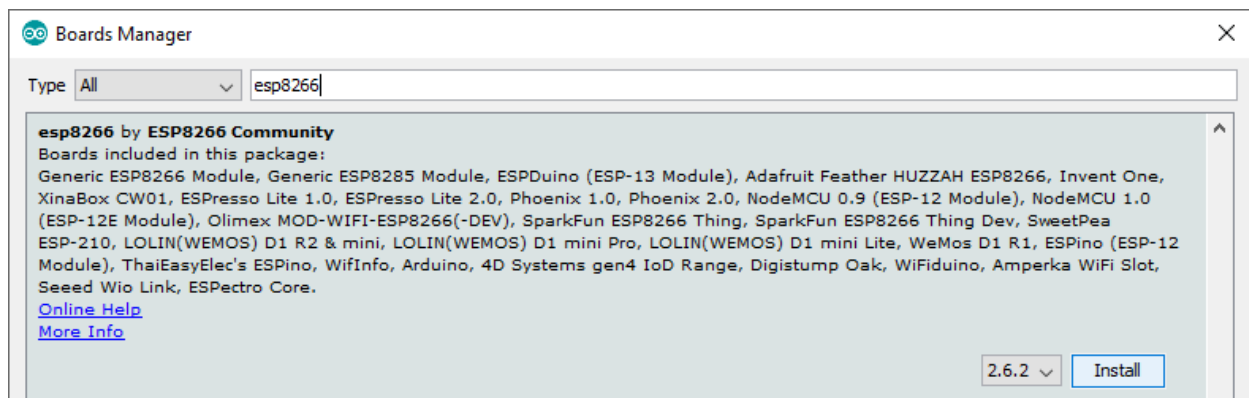 Boards Manager
Type All esp8266
esp8266 by ESP8266 Community
Boards included in this package:
Generic ESP8266 Module, Generic ESP8285 Module, ESPDuino (ESP-13 Module), Adafruit Feather HUZZAH ESP8266, Invent One,
XinaBox CW01, ESPresso Lite 1.0, ESPresso Lite 2.0, Phoenix 1.0, Phoenix 2.0, NodeMCU 0.9 (ESP-12 Module), NodeMCU 1.0
(ESP-12E Module), Olimex MOD-WIFI-ESP8266(-DEV), SparkFun ESP8266 Thing, SparkFun ESP8266 Thing Dev, SweetPea
ESP-210, LOLIN(WEMOS) D1 R2 & mini, LOLIN(WEMOS) D1 mini Pro, LOLIN(WEMOS) D1 mini Lite, WeMos D1 R1, ESPino (ESP-12
Module), ThaiEasyElec's ESPino, WifInfo, Arduino, 4D Systems gen4 IoD Range, Digistump Oak, WiFiduino, Amperka WiFi Slot,
Seeed Wio Link, ESPectro Core.
Online Help
More Info
2.6.2 Install